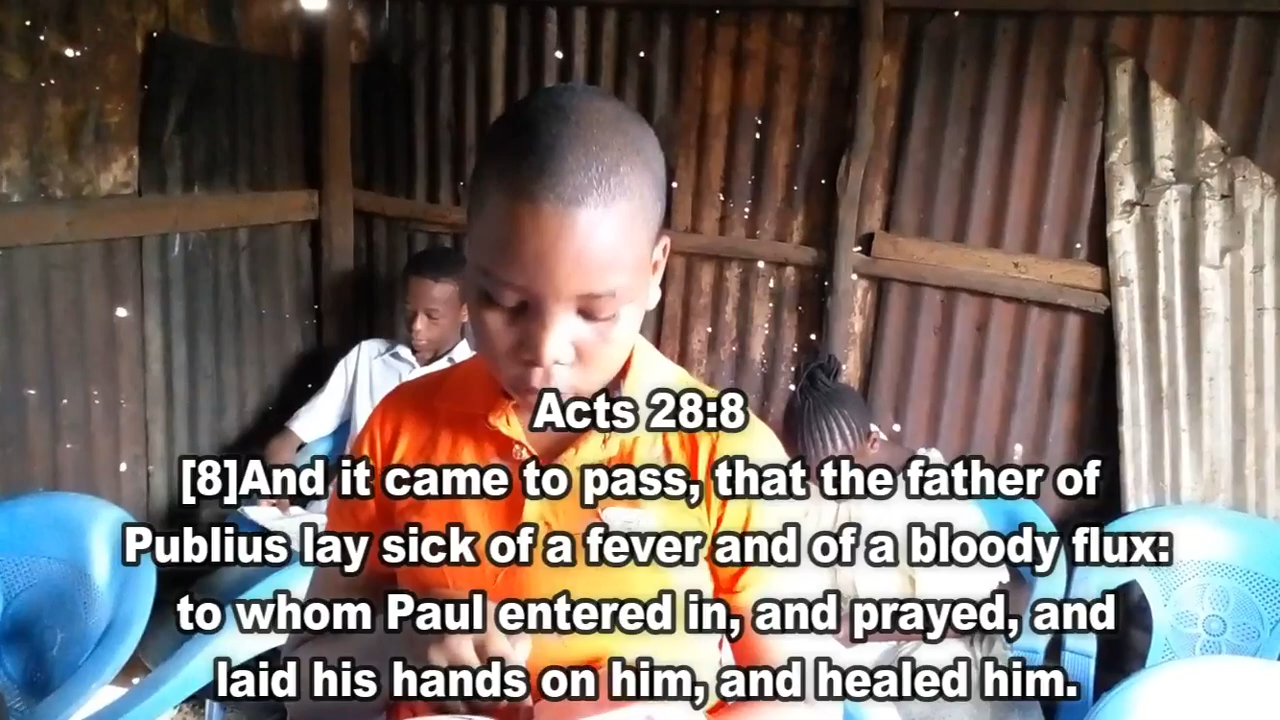 Acts 28:8
[8]And it came to pass, that the father of
Publius lay sick of a fever and of a bloody flux:
to whom Paul entered in, and prayed, and
laid his hands on him, and healed him.